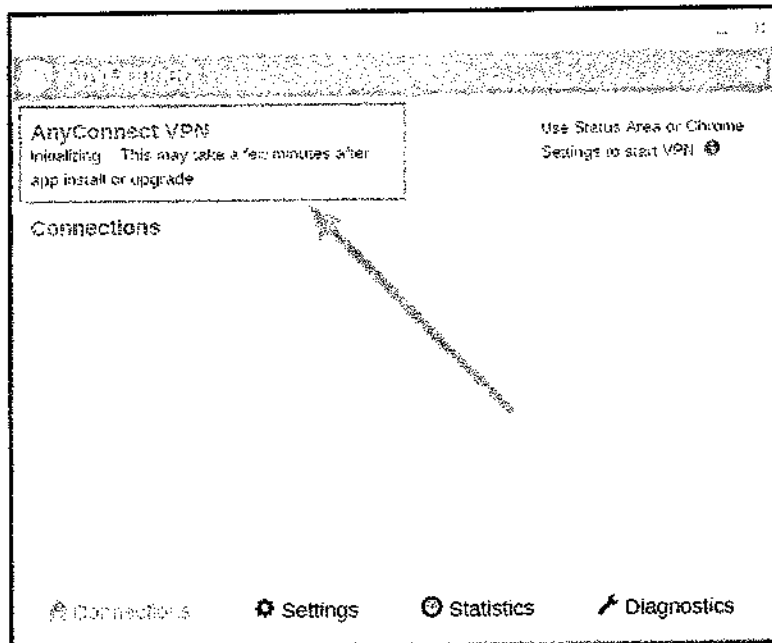 AnyConnect
AnyConnect VPN
Use Status Area or Chrome
Initializing... This may take a few minutes after
Settings to start VPN
app install or upgrade
Connections
Connections
Settings
Statistics
Diagnostics